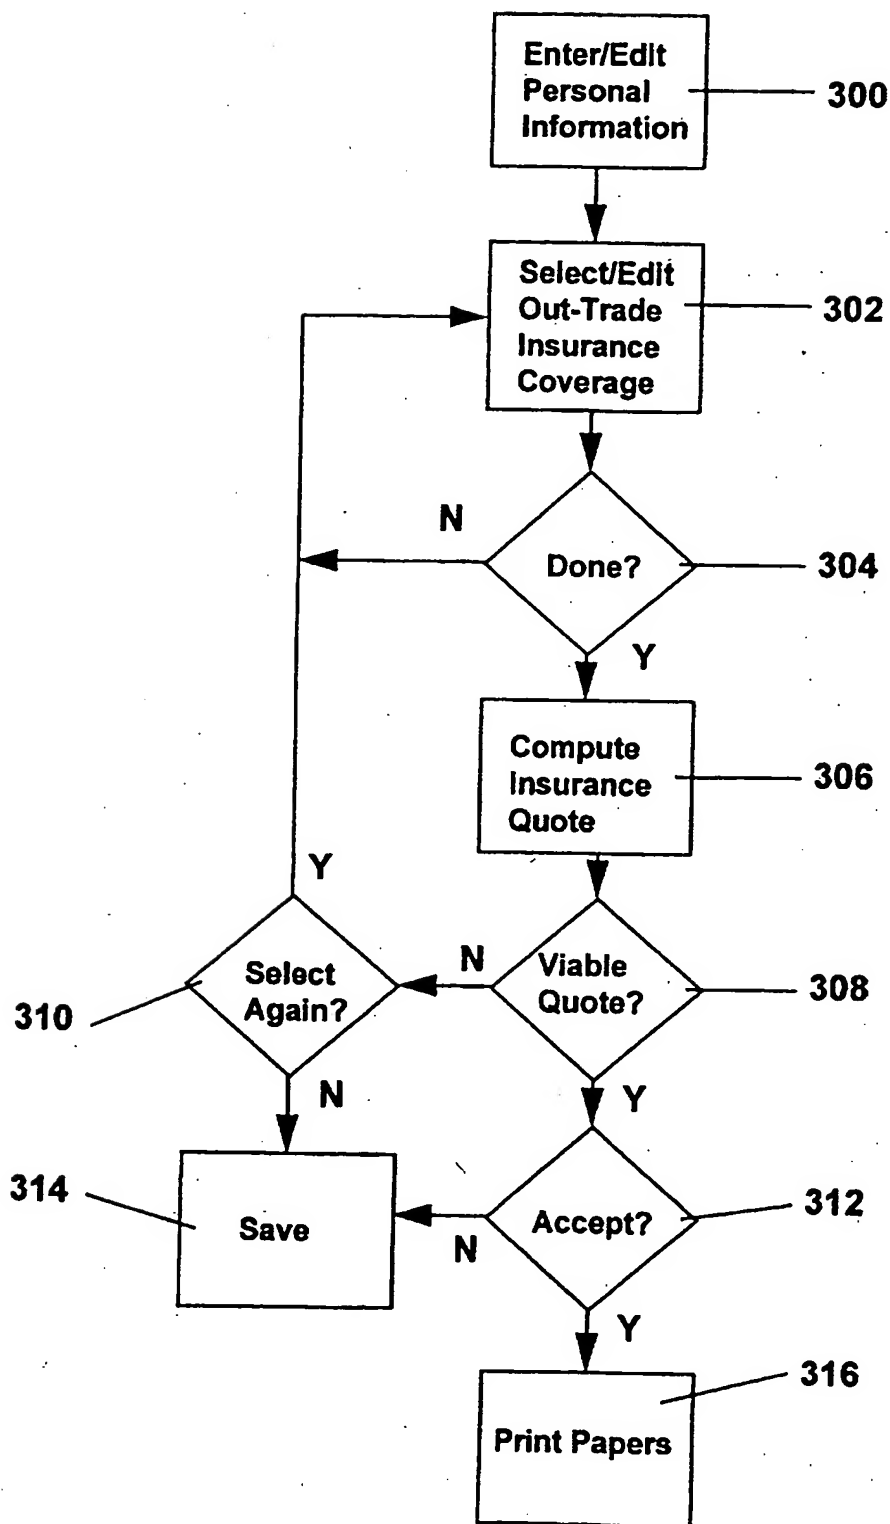 Enter/Edit
Personal
Information
300
Select/Edit
Out-Trade
Insurance
Coverage
302
N
Done?
304
Y
Compute
Insurance
Quote
306
Y
Select
Again?
310
N
Viable
Quote?
308
N
Y
314
Save
N
Accept?
312
Y
316
Print Papers